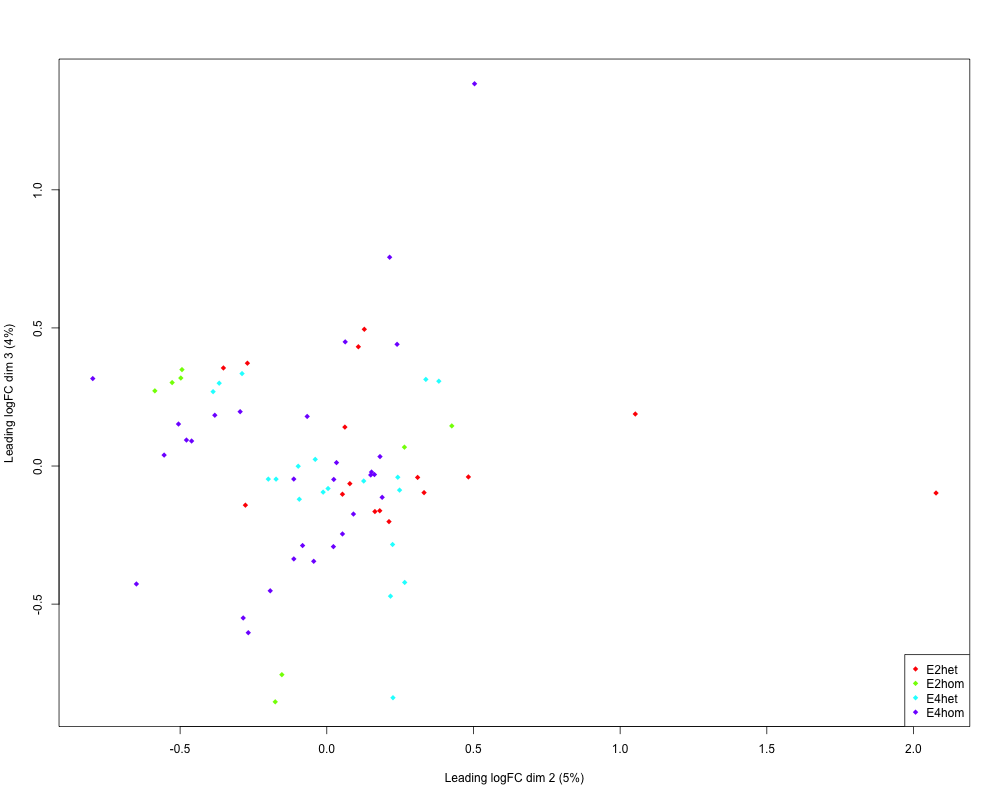 1.0
0.5
0.0
-0.5
Leading logFC dim 3 (4%)
E2het
E2hom
E4het
E4hom
-0.5 0.0 0.5 1.0 1.5 2.0
Leading logFC dim 2 (5%)